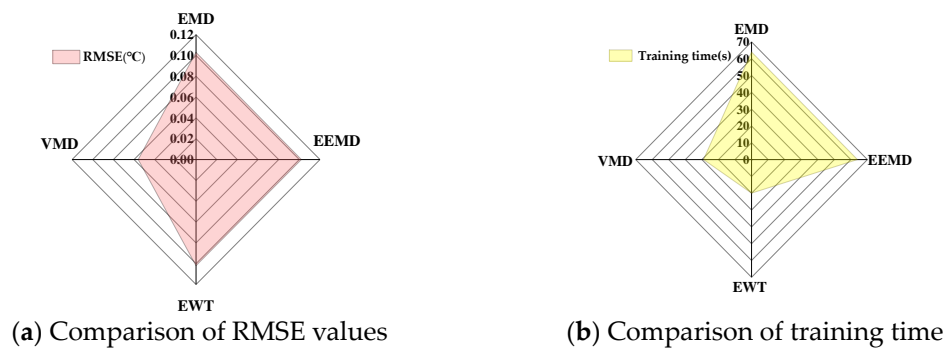 EMD
0.12
0.10
0.08
0.06
0.04
0.02
0.00
RMSE(°C)
VMD
EEMD
EWT
(a) Comparison of RMSE values
EMD
70
60
50
40
30
20
10
0
Training time(s)
VMD
EEMD
EWT
(b) Comparison of training time